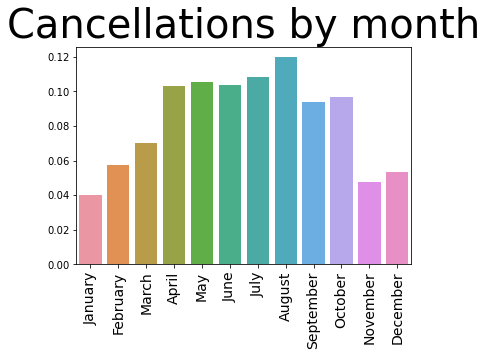 Cancellations by month
0.12
0.10
0.08
0.06
0.04
0.02
0.00
January
February
March
April
May
June
July
August
September
October
November
December